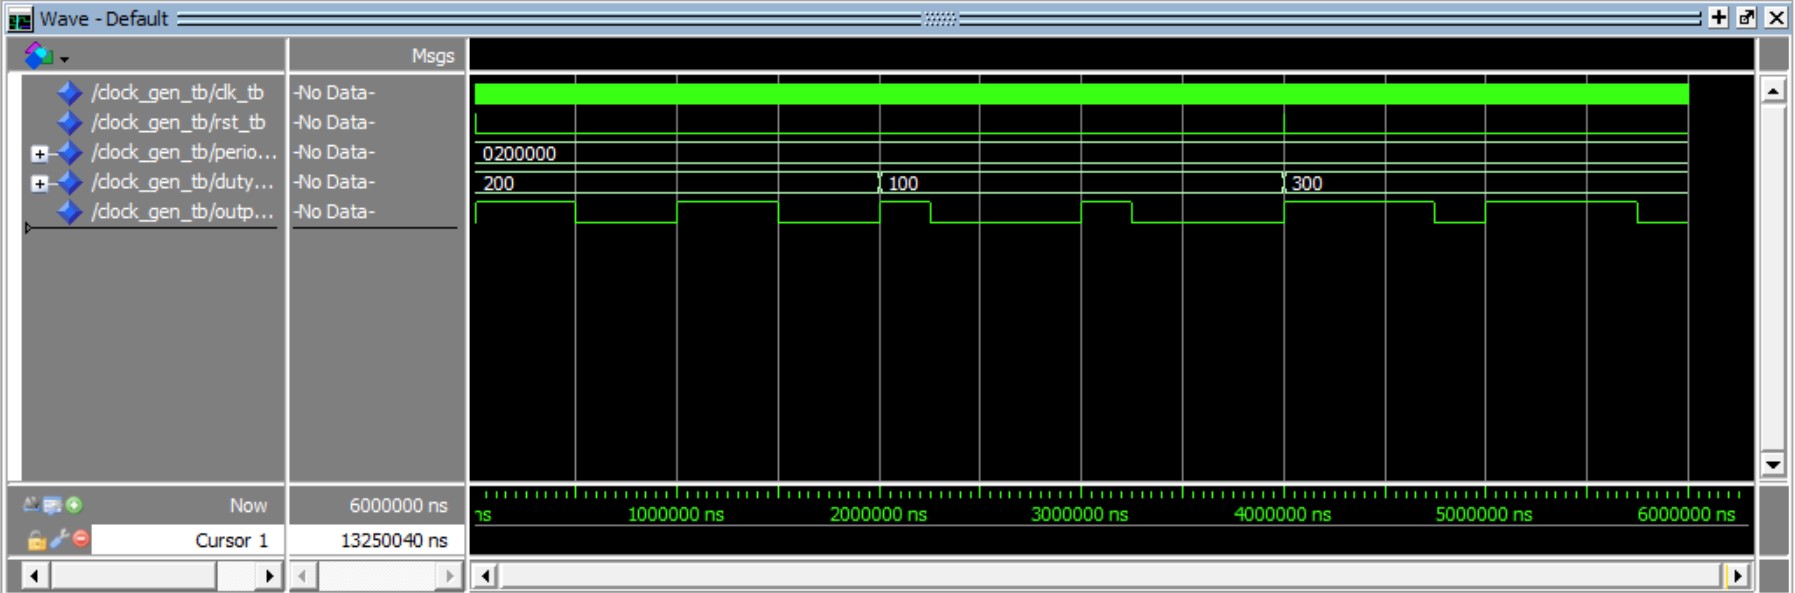 Wave - Default
Msgs
/clock_gen_tb/clk_tb -No Data-
/clock_gen_tb/rst_tb -No Data-
/clock_gen_tb/perio... -No Data- 0200000
/clock_gen_tb/duty... -No Data- 200 100 300
/clock_gen_tb/outp... -No Data-
Now 6000000 ns ns 1000000 ns 2000000 ns 3000000 ns 4000000 ns 5000000 ns 6000000 ns
Cursor 1 13250040 ns